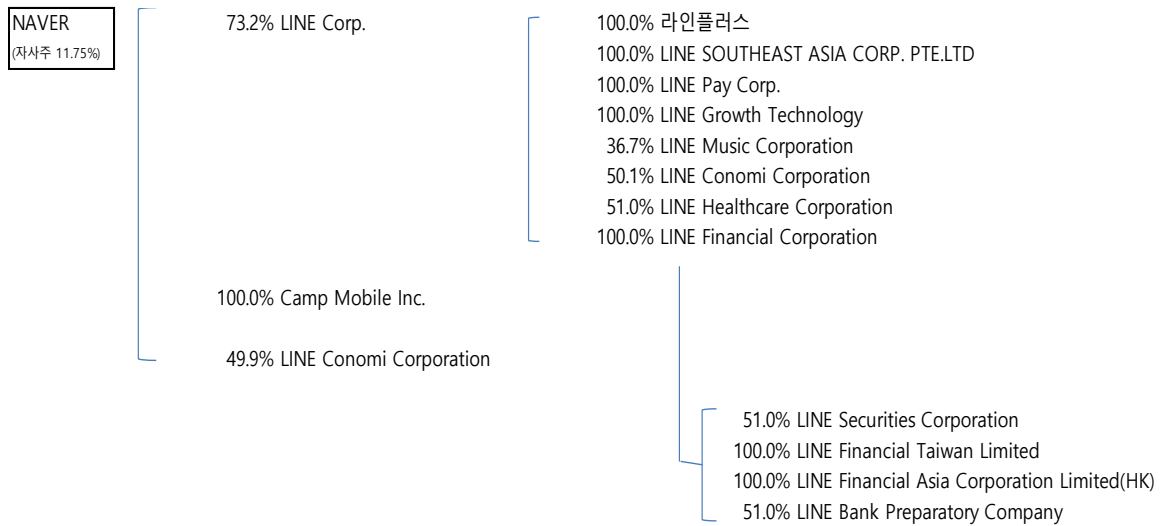 NAVER
(자사주 11.75%)
73.2% LINE Corp.
100.0% 라인플러스
100.0% LINE SOUTHEAST ASIA CORP. PTE.LTD
100.0% LINE Pay Corp.
100.0% LINE Growth Technology
36.7% LINE Music Corporation
50.1% LINE Conomi Corporation
51.0% LINE Healthcare Corporation
100.0% LINE Financial Corporation
100.0% Camp Mobile Inc.
49.9% LINE Conomi Corporation
51.0% LINE Securities Corporation
100.0% LINE Financial Taiwan Limited
100.0% LINE Financial Asia Corporation Limited(HK)
51.0% LINE Bank Preparatory Company